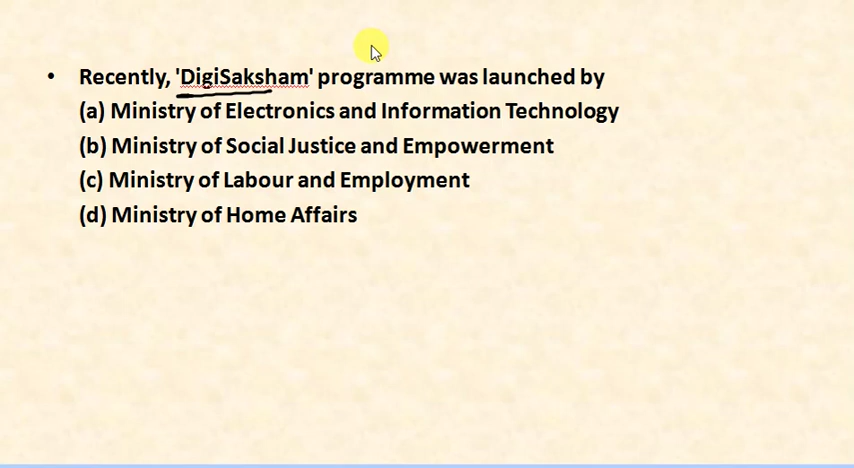 • Recently, 'DigiSaksham' programme was launched by
(a) Ministry of Electronics and Information Technology
(b) Ministry of Social Justice and Empowerment
(c) Ministry of Labour and Employment
(d) Ministry of Home Affairs